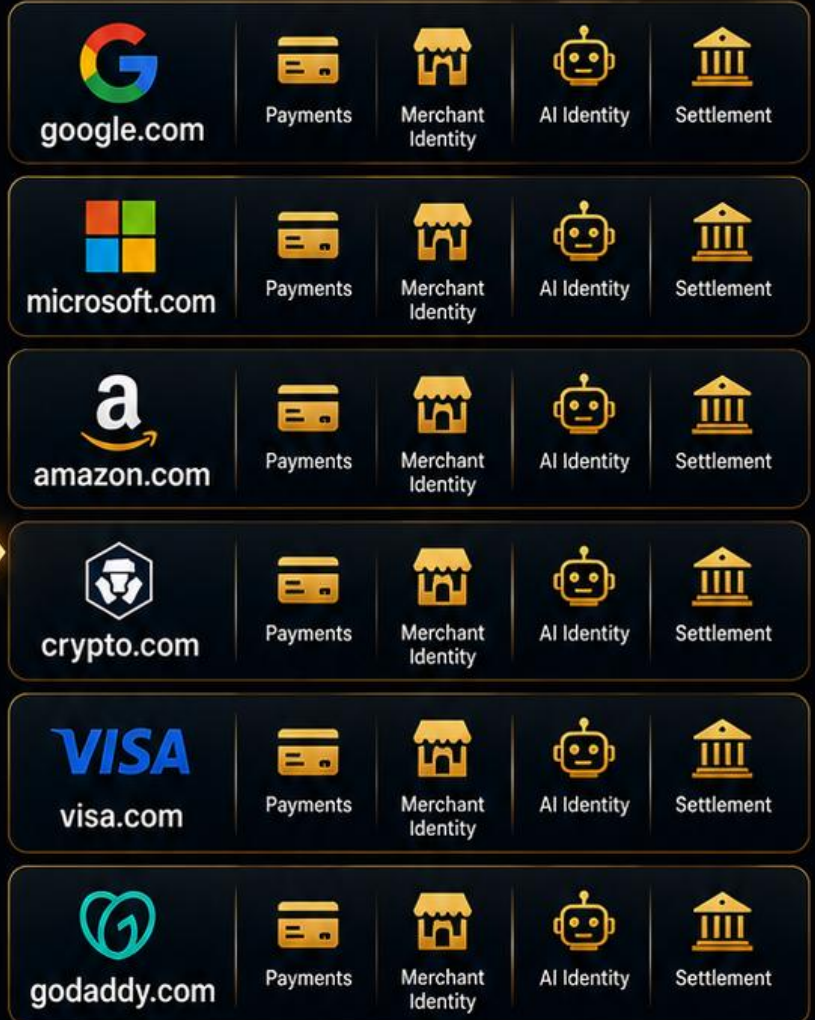 google.com
Payments
Merchant
Identity
AI Identity
Settlement
microsoft.com
Payments
Merchant
Identity
AI Identity
Settlement
a
amazon.com
Payments
Merchant
Identity
AI Identity
Settlement
crypto.com
Payments
Merchant
Identity
AI Identity
Settlement
VISA
visa.com
Payments
Merchant
Identity
AI Identity
Settlement
godaddy.com
Payments
Merchant
Identity
AI Identity
Settlement